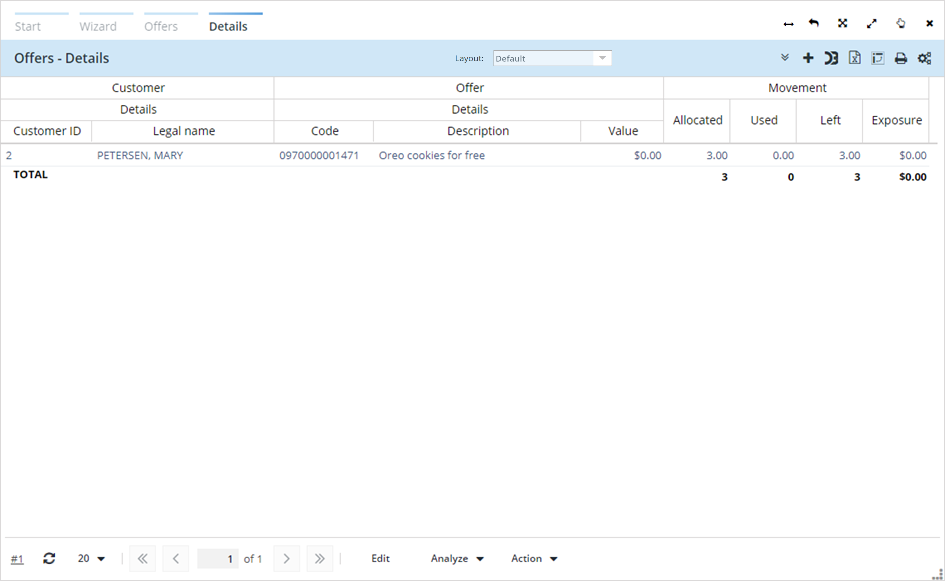 Start Wizard Offers Details
Offers - Details Layout: Default
Customer Offer Movement
Details Details Allocated Used Left Exposure
Customer ID Legal name Code Description Value
2 PETERSEN, MARY 0970000001471 Oreo cookies for free $0.00 3.00 0.00 3.00 $0.00
TOTAL 3 0 3 $0.00
#1 20 1 of 1 Edit Analyze Action